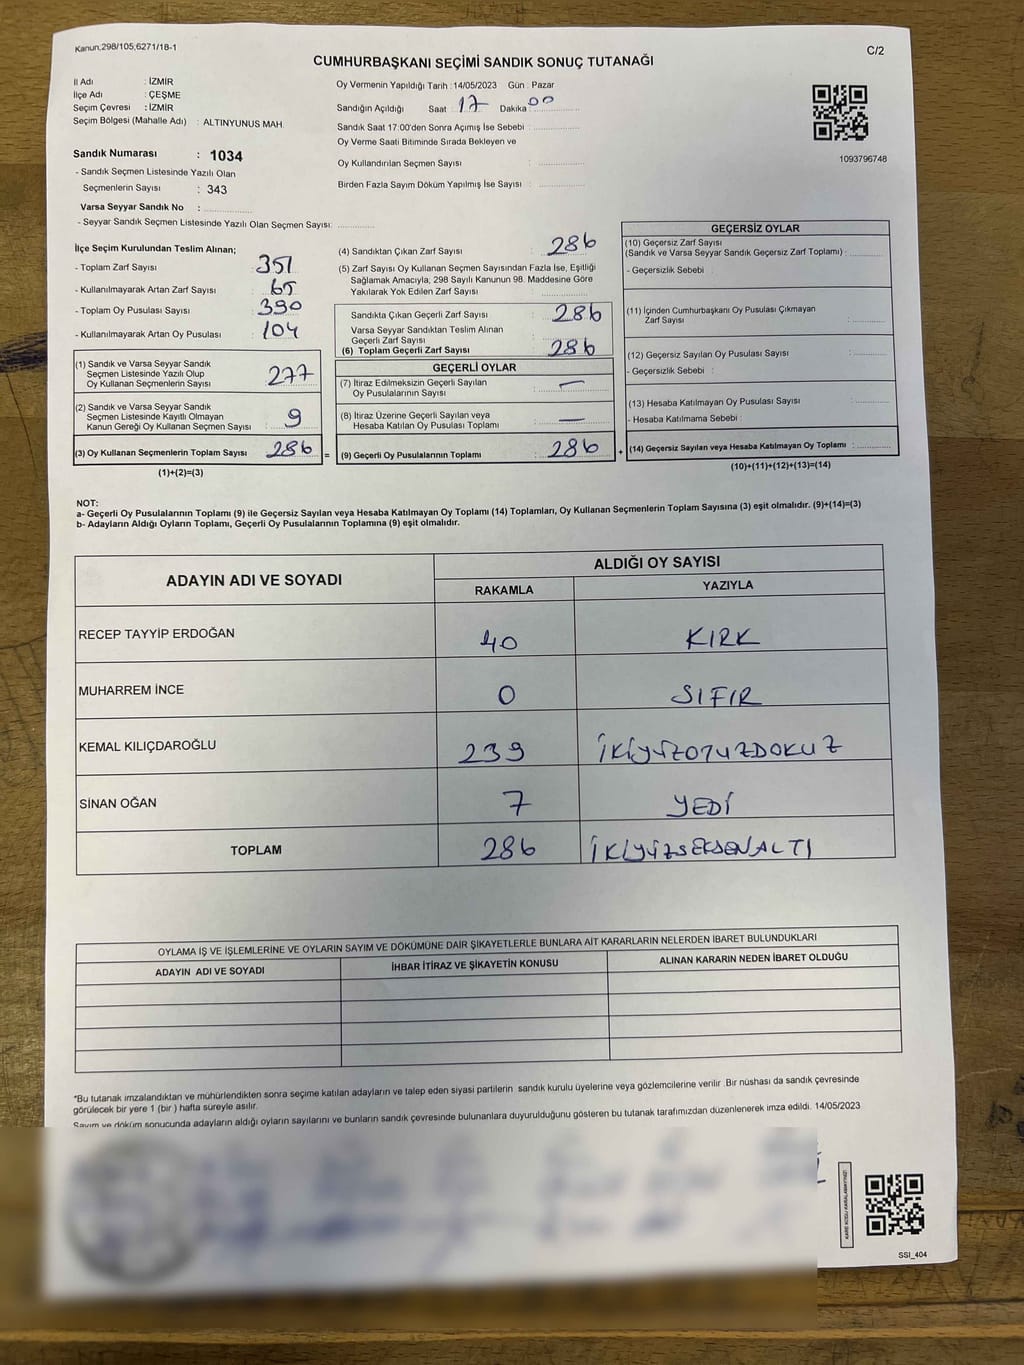 Kanun;298/105;6271/18-1
C/2
CUMHURBAŞKANI SEÇİMİ SANDIK SONUÇ TUTANAĞI
İl Adı : İZMİR
İlçe Adı : ÇEŞME
Seçim Çevresi : İZMİR
Seçim Bölgesi (Mahalle Adı) : ALTINYUNUS MAH.
Sandık Numarası : 1034
- Sandık Seçmen Listesinde Yazılı Olan
Seçmenlerin Sayısı : 343
Varsa Seyyar Sandık No :
- Seyyar Sandık Seçmen Listesinde Yazılı Olan Seçmen Sayısı:
Oy Vermenin Yapıldığı Tarih : 14/05/2023 Gün : Pazar
Sandığın Açıldığı Saat 17 Dakika 00
Sandık Saat 17:00'den Sonra Açımış İse Sebebi :
Oy Verme Saati Bitiminde Sırada Bekleyen ve
Oy Kullandırılan Seçmen Sayısı :
Birden Fazla Sayım Döküm Yapılmış İse Sayısı :
1093796748
İlçe Seçim Kurulundan Teslim Alınan;
- Toplam Zarf Sayısı : 351
- Kullanılmayarak Artan Zarf Sayısı : 65
- Toplam Oy Pusulası Sayısı : 390
- Kullanılmayarak Artan Oy Pusulası : 104
(1) Sandık ve Varsa Seyyar Sandık
Seçmen Listesinde Yazılı Olup
Oy Kullanan Seçmenlerin Sayısı : 277
(2) Sandık ve Varsa Seyyar Sandık
Seçmen Listesinde Kayıtlı Olmayan
Kanun Gereği Oy Kullanan Seçmen Sayısı : 9
(3) Oy Kullanan Seçmenlerin Toplam Sayısı : 286 =
(1)+(2)=(3)
(4) Sandıktan Çıkan Zarf Sayısı : 286
(5) Zarf Sayısı Oy Kullanan Seçmen Sayısından Fazla İse, Eşitliği
Sağlamak Amacıyla; 298 Sayılı Kanunun 98. Maddesine Göre
Yakılarak Yok Edilen Zarf Sayısı :
Sandıkta Çıkan Geçerli Zarf Sayısı : 286
Varsa Seyyar Sandıktan Teslim Alınan
Geçerli Zarf Sayısı
(6) Toplam Geçerli Zarf Sayısı : 286
GEÇERLİ OYLAR
(7) İtiraz Edilmeksizin Geçerli Sayılan
Oy Pusulalarının Sayısı : —
(8) İtiraz Üzerine Geçerli Sayılan veya
Hesaba Katılan Oy Pusulası Toplamı : —
(9) Geçerli Oy Pusulalarının Toplamı : 286 +
GEÇERSİZ OYLAR
(10) Geçersiz Zarf Sayısı
(Sandık ve Varsa Seyyar Sandık Geçersiz Zarf Toplamı) :
- Geçersizlik Sebebi :
(11) İçinden Cumhurbaşkanı Oy Pusulası Çıkmayan
Zarf Sayısı :
(12) Geçersiz Sayılan Oy Pusulası Sayısı :
- Geçersizlik Sebebi :
(13) Hesaba Katılmayan Oy Pusulası Sayısı :
- Hesaba Katılmama Sebebi :
(14) Geçersiz Sayılan veya Hesaba Katılmayan Oy Toplamı :
(10)+(11)+(12)+(13)=(14)
NOT:
a- Geçerli Oy Pusulalarının Toplamı (9) ile Geçersiz Sayılan veya Hesaba Katılmayan Oy Toplamı (14) Toplamları, Oy Kullanan Seçmenlerin Toplam Sayısına (3) eşit olmalıdır. (9)+(14)=(3)
b- Adayların Aldığı Oyların Toplamı, Geçerli Oy Pusulalarının Toplamına (9) eşit olmalıdır.
ADAYIN ADI VE SOYADI
ALDIĞI OY SAYISI
RAKAMLA YAZIYLA
RECEP TAYYİP ERDOĞAN 40 KIRK
MUHARREM İNCE 0 SIFIR
KEMAL KILIÇDAROĞLU 239 İKİYÜZOTUZDOKUZ
SİNAN OĞAN 7 YEDİ
TOPLAM 286 İKİYÜZSEKSENALTI
OYLAMA İŞ VE İŞLEMLERİNE VE OYLARIN SAYIM VE DÖKÜMÜNE DAİR ŞİKAYETLERLE BUNLARA AİT KARARLARIN NELERDEN İBARET BULUNDUKLARI
ADAYIN ADI VE SOYADI İHBAR İTİRAZ VE ŞİKAYETİN KONUSU ALINAN KARARIN NEDEN İBARET OLDUĞU
*Bu tutanak imzalandıktan ve mühürlendikten sonra seçime katılan adayların ve talep eden siyasi partilerin sandık kurulu üyelerine veya gözlemcilerine verilir .Bir nüshası da sandık çevresinde
görülecek bir yere 1 (bir ) hafta süreyle asılır.
Sayım ve döküm sonucunda adayların aldığı oyların sayılarını ve bunların sandık çevresinde bulunanlara duyurulduğunu gösteren bu tutanak tarafımızdan düzenlenerek imza edildi. 14/05/2023
SSI_404